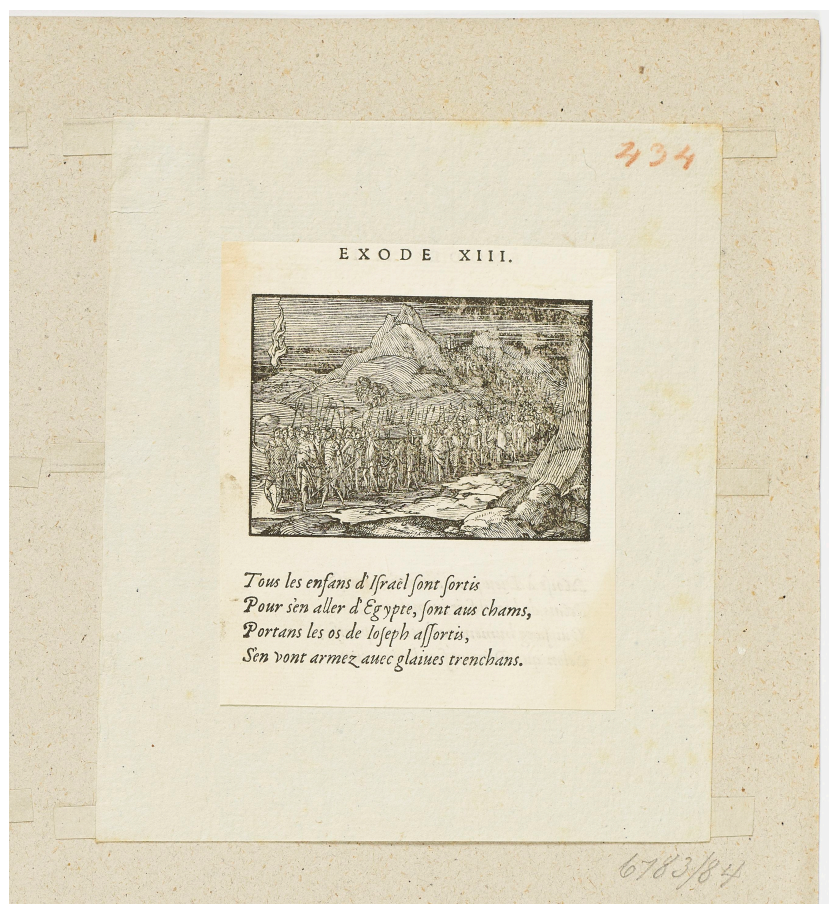 434
EXODE XIII.
Tous les enfans d'Iſraël ſont ſortis
Pour s'en aller d'Egypte, ſont aus chams,
Portans les os de Ioſeph aſſortis,
S'en vont armez auec glaiues trenchans.
6783/84